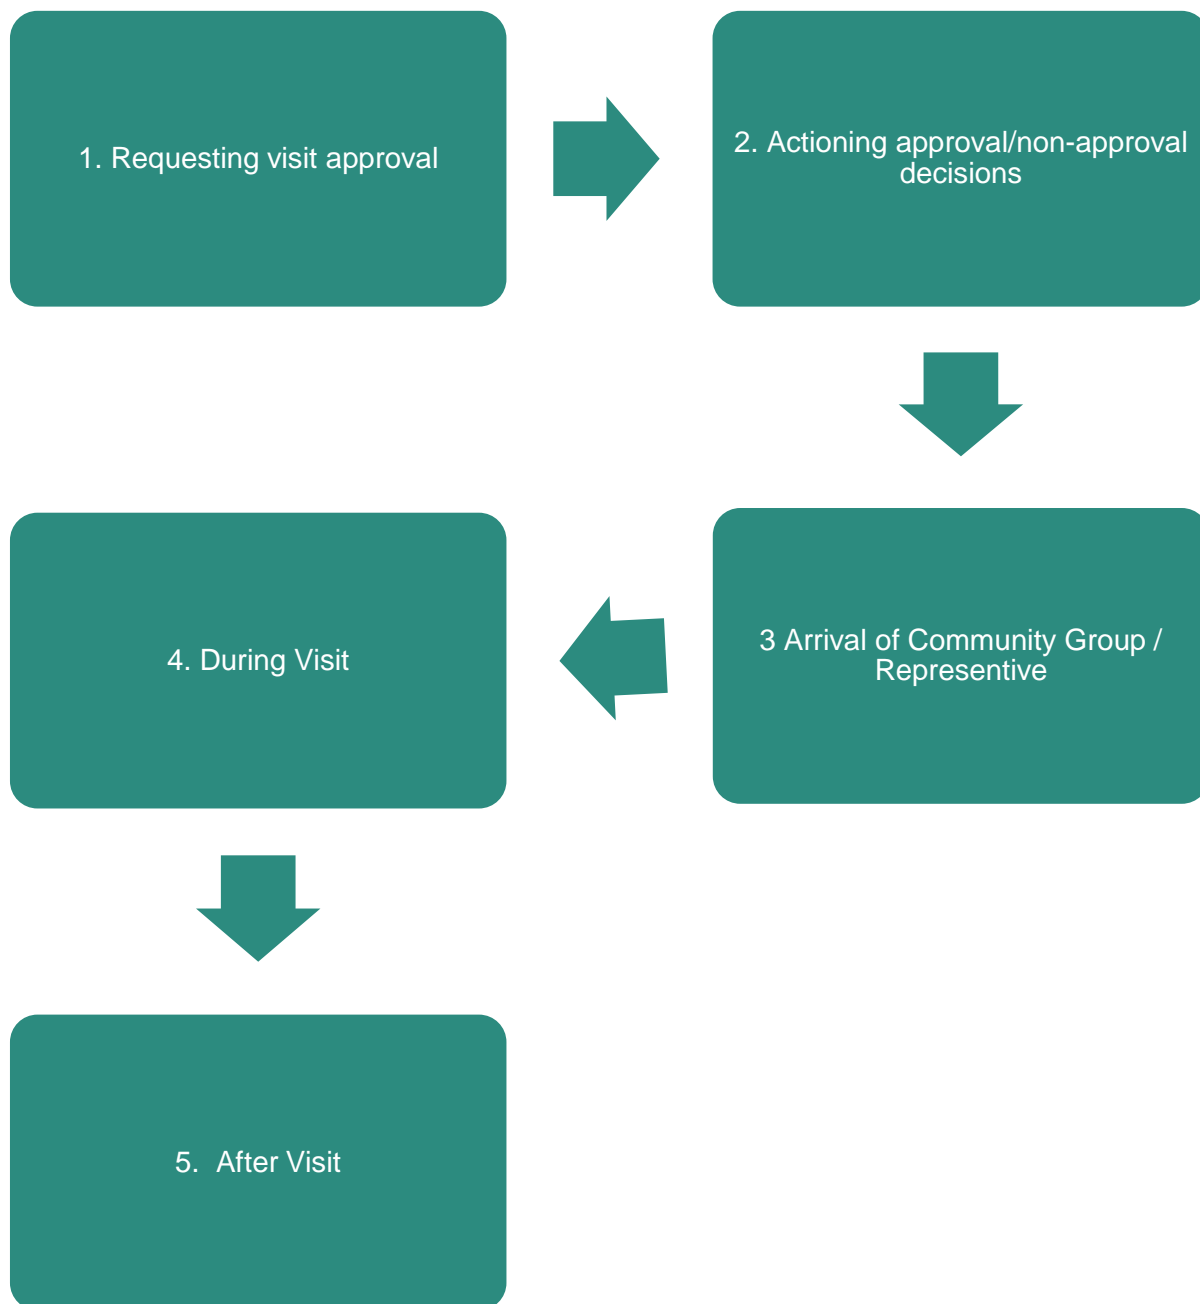 1. Requesting visit approval
2. Actioning approval/non-approval
decisions
3 Arrival of Community Group /
Representive
4. During Visit
5. After Visit